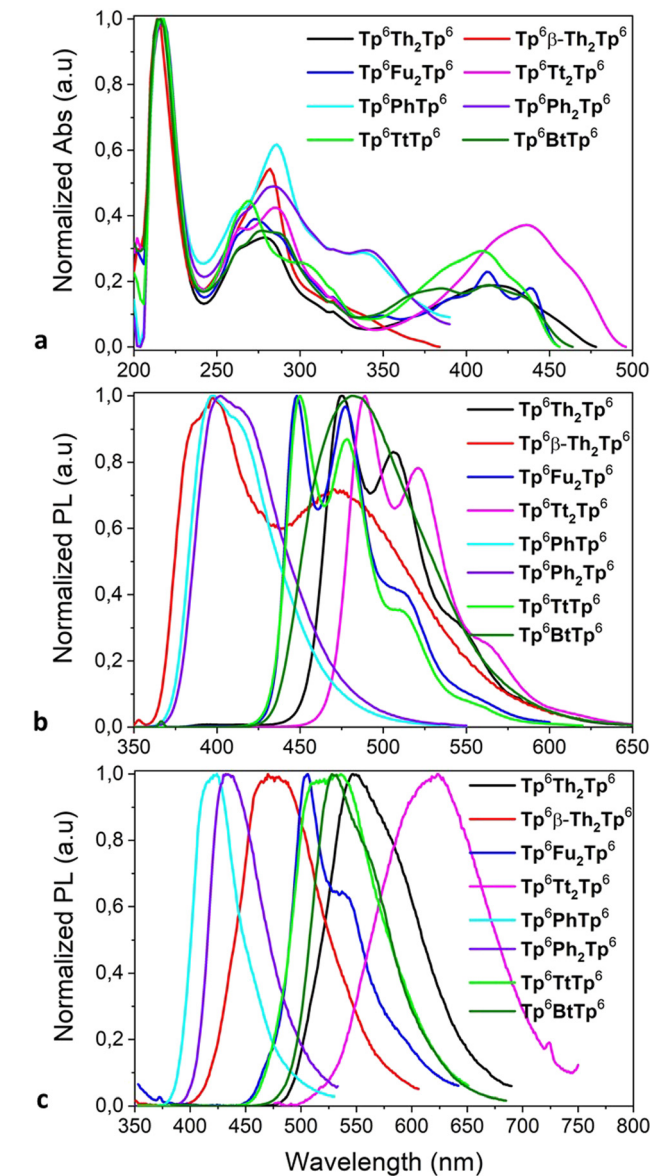 1,0
0,8
0,6
0,4
0,2
0,0
Normalized Abs (a.u)
Tp⁶Th₂Tp⁶ Tp⁶β-Th₂Tp⁶
Tp⁶Fu₂Tp⁶ Tp⁶Tt₂Tp⁶
Tp⁶PhTp⁶ Tp⁶Ph₂Tp⁶
Tp⁶TtTp⁶ Tp⁶BtTp⁶
a
200 250 300 350 400 450 500
1,0
0,8
0,6
0,4
0,2
0,0
Normalized PL (a.u)
Tp⁶Th₂Tp⁶
Tp⁶β-Th₂Tp⁶
Tp⁶Fu₂Tp⁶
Tp⁶Tt₂Tp⁶
Tp⁶PhTp⁶
Tp⁶Ph₂Tp⁶
Tp⁶TtTp⁶
Tp⁶BtTp⁶
b
350 400 450 500 550 600 650
1,0
0,8
0,6
0,4
0,2
0,0
Normalized PL (a.u)
Tp⁶Th₂Tp⁶
Tp⁶β-Th₂Tp⁶
Tp⁶Fu₂Tp⁶
Tp⁶Tt₂Tp⁶
Tp⁶PhTp⁶
Tp⁶Ph₂Tp⁶
Tp⁶TtTp⁶
Tp⁶BtTp⁶
c
350 400 450 500 550 600 650 700 750 800
Wavelength (nm)